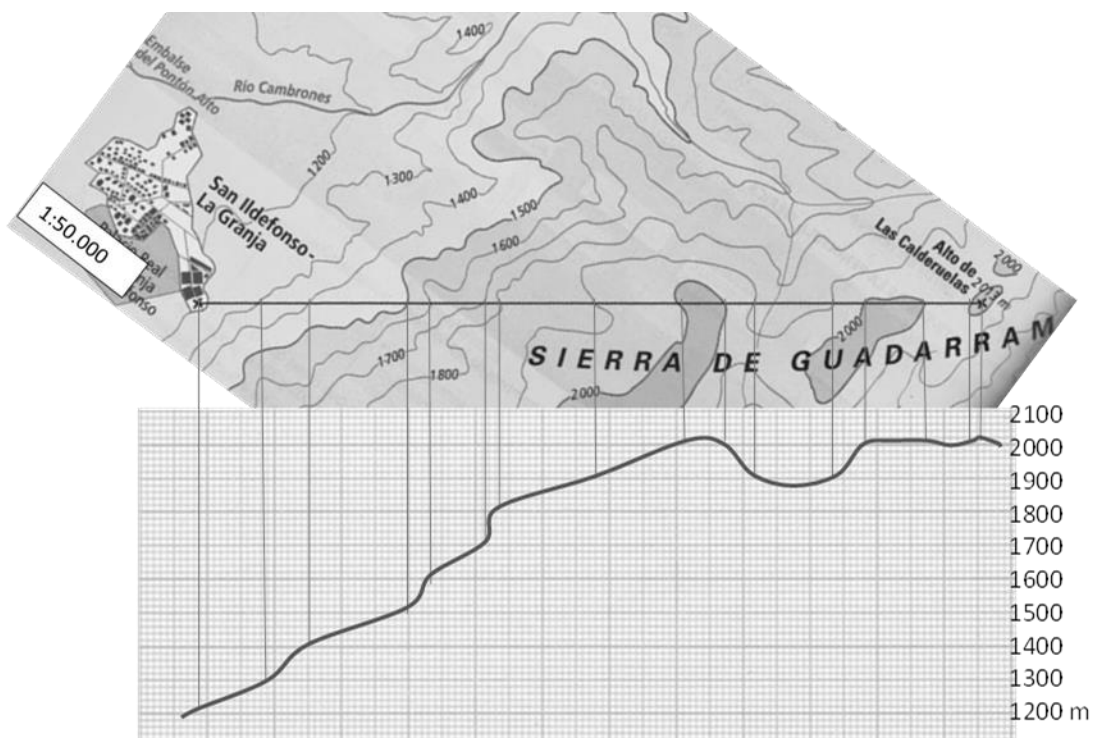 1400
Embalse
del Pontón Alto
Río Cambrones
1200
1300
1400
San Ildefonso-
La Granja
1500
1600
1:50.000
Real
Alto de
Las Calderuelas
2000
2000
1700
1800
SIERRA DE GUADARRAM
2000
2100
2000
1900
1800
1700
1600
1500
1400
1300
1200 m